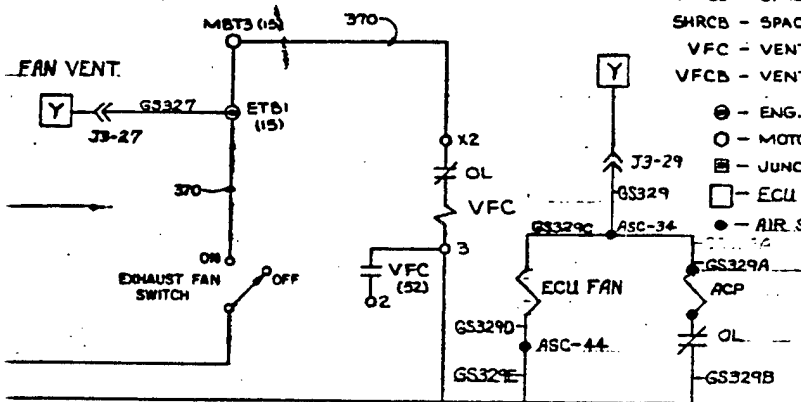 MBT3 (15)
370
FAN VENT.
Y
GS327
J3-27
ETB1
(15)
370
ON
OFF
EXHAUST FAN
SWITCH
X2
OL
VFC
3
VFC
(52)
2
Y
J3-29
GS329
GS329C
ASC-34
GS329A
ECU FAN
ACP
GS329D
ASC-44
OL
GS329E
GS329B
SHRCB - SPAC
VFC - VENT
VFCB - VENT
- ENG.
- MOTO
- JUNC
- ECU
- AIR S